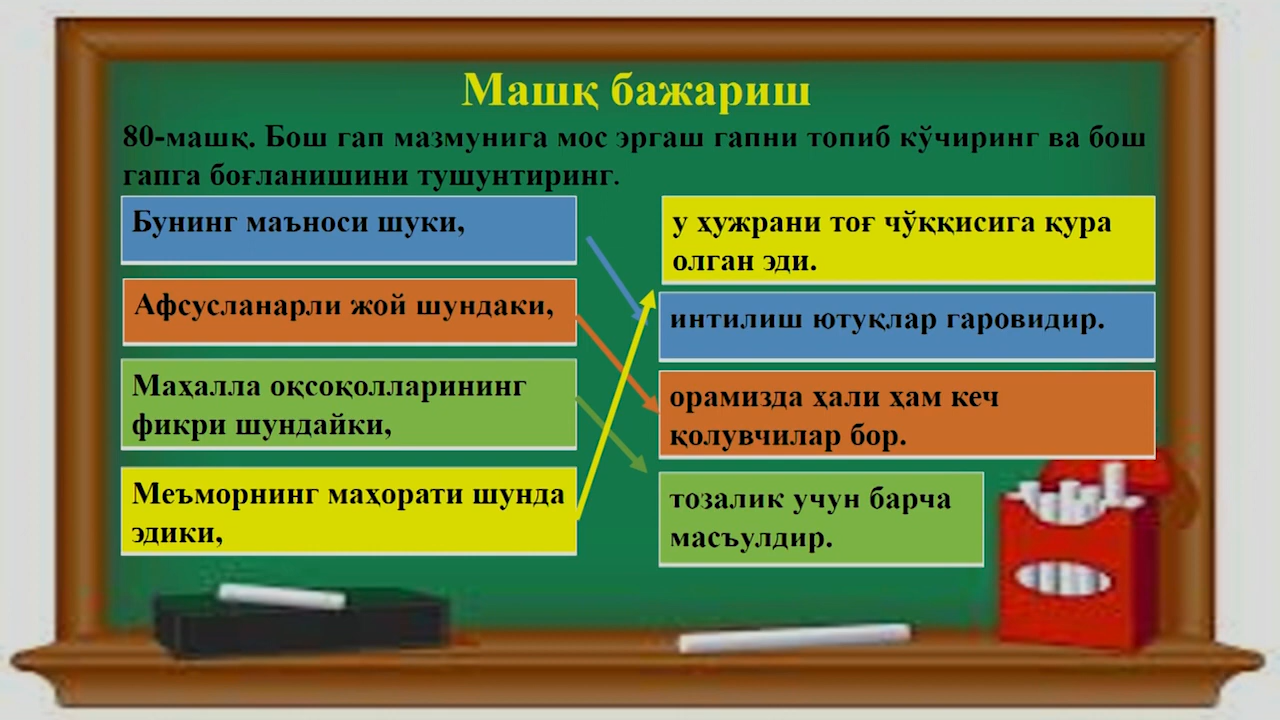 Машқ бажариш
80-машқ. Бош гап мазмунига мос эргаш гапни топиб кўчиринг ва бош
гапга боғланишини тушунтиринг.
Бунинг маъноси шуки,
Афсусланарли жой шундаки,
Маҳалла оқсоқолларининг
фикри шундайки,
Меъморнинг маҳорати шунда
эдики,
у ҳужрани тоғ чўққисига қура
олган эди.
интилиш ютуқлар гаровидир.
орамизда ҳали ҳам кеч
қолувчилар бор.
тозалик учун барча
масъулдир.